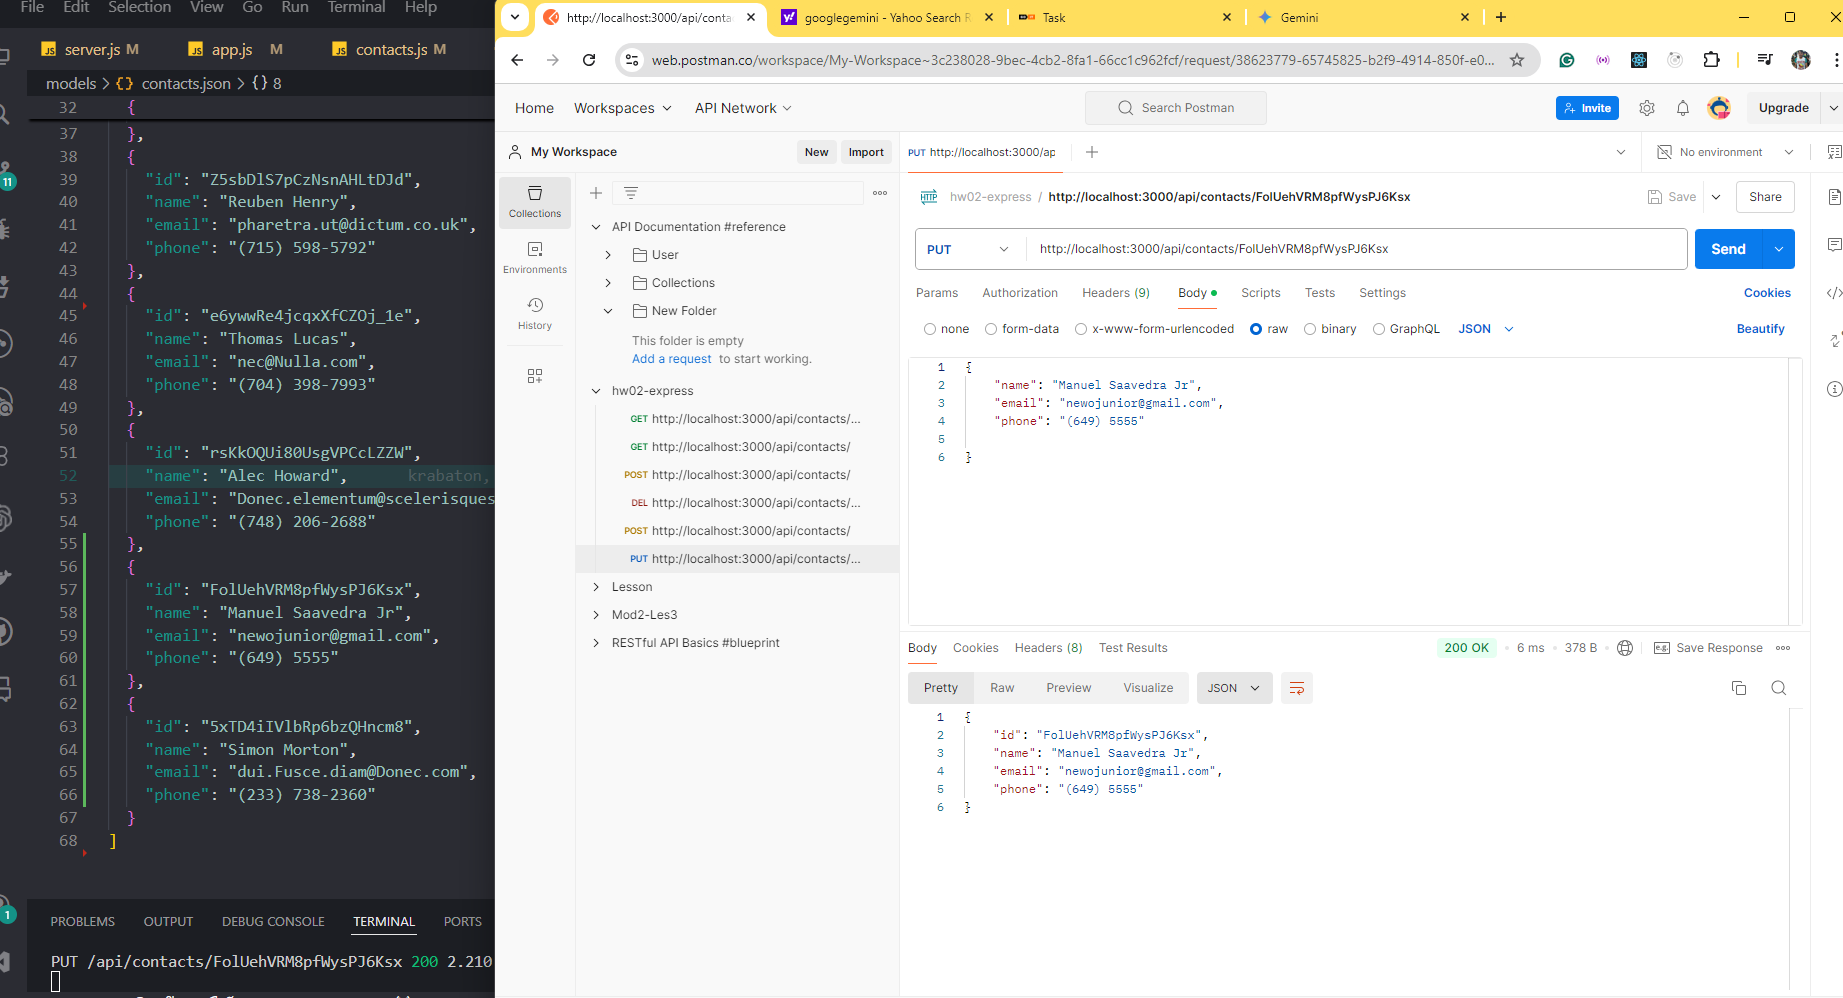 File Edit Selection View Go Run Terminal Help
server.js M
app.js M
contacts.js M
models > {} contacts.json > {} 8
32 {
37 },
38 {
39 "id": "Z5sbDlS7pCzNsnAHLtDJd",
40 "name": "Reuben Henry",
41 "email": "pharetra.ut@dictum.co.uk",
42 "phone": "(715) 598-5792"
43 },
44 {
45 "id": "e6ywwRe4jcqxXfCZOj_1e",
46 "name": "Thomas Lucas",
47 "email": "nec@Nulla.com",
48 "phone": "(704) 398-7993"
49 },
50 {
51 "id": "rsKkOQUi80UsgVPCcLZZW",
52 "name": "Alec Howard", krabaton,
53 "email": "Donec.elementum@scelerisques
54 "phone": "(748) 206-2688"
55 },
56 {
57 "id": "FolUehVRM8pfWysPJ6Ksx",
58 "name": "Manuel Saavedra Jr",
59 "email": "newojunior@gmail.com",
60 "phone": "(649) 5555"
61 },
62 {
63 "id": "5xTD4iIVlbRp6bzQHncm8",
64 "name": "Simon Morton",
65 "email": "dui.Fusce.diam@Donec.com",
66 "phone": "(233) 738-2360"
67 }
68 ]
11
1
PROBLEMS OUTPUT DEBUG CONSOLE TERMINAL PORTS
PUT /api/contacts/FolUehVRM8pfWysPJ6Ksx 200 2.210
http://localhost:3000/api/conta
googlegemini - Yahoo Search R
Task
Gemini
web.postman.co/workspace/My-Workspace~3c238028-9bec-4cb2-8fa1-66cc1c962fcf/request/38623779-65745825-b2f9-4914-850f-e0...
Home Workspaces API Network
Search Postman
Invite
Upgrade
My Workspace
New Import
Collections
Environments
History
API Documentation #reference
User
Collections
New Folder
This folder is empty
Add a request to start working.
hw02-express
GET http://localhost:3000/api/contacts/...
GET http://localhost:3000/api/contacts/
POST http://localhost:3000/api/contacts/
DEL http://localhost:3000/api/contacts/...
POST http://localhost:3000/api/contacts/
PUT http://localhost:3000/api/contacts/...
Lesson
Mod2-Les3
RESTful API Basics #blueprint
PUT http://localhost:3000/ap
No environment
HTTP hw02-express / http://localhost:3000/api/contacts/FolUehVRM8pfWysPJ6Ksx
Save Share
PUT http://localhost:3000/api/contacts/FolUehVRM8pfWysPJ6Ksx
Send
Params Authorization Headers (9) Body Scripts Tests Settings
Cookies
none form-data x-www-form-urlencoded raw binary GraphQL JSON
Beautify
1 {
2 "name": "Manuel Saavedra Jr",
3 "email": "newojunior@gmail.com",
4 "phone": "(649) 5555"
5
6 }
Body Cookies Headers (8) Test Results
200 OK 6 ms 378 B
Save Response
Pretty Raw Preview Visualize JSON
1 {
2 "id": "FolUehVRM8pfWysPJ6Ksx",
3 "name": "Manuel Saavedra Jr",
4 "email": "newojunior@gmail.com",
5 "phone": "(649) 5555"
6 }